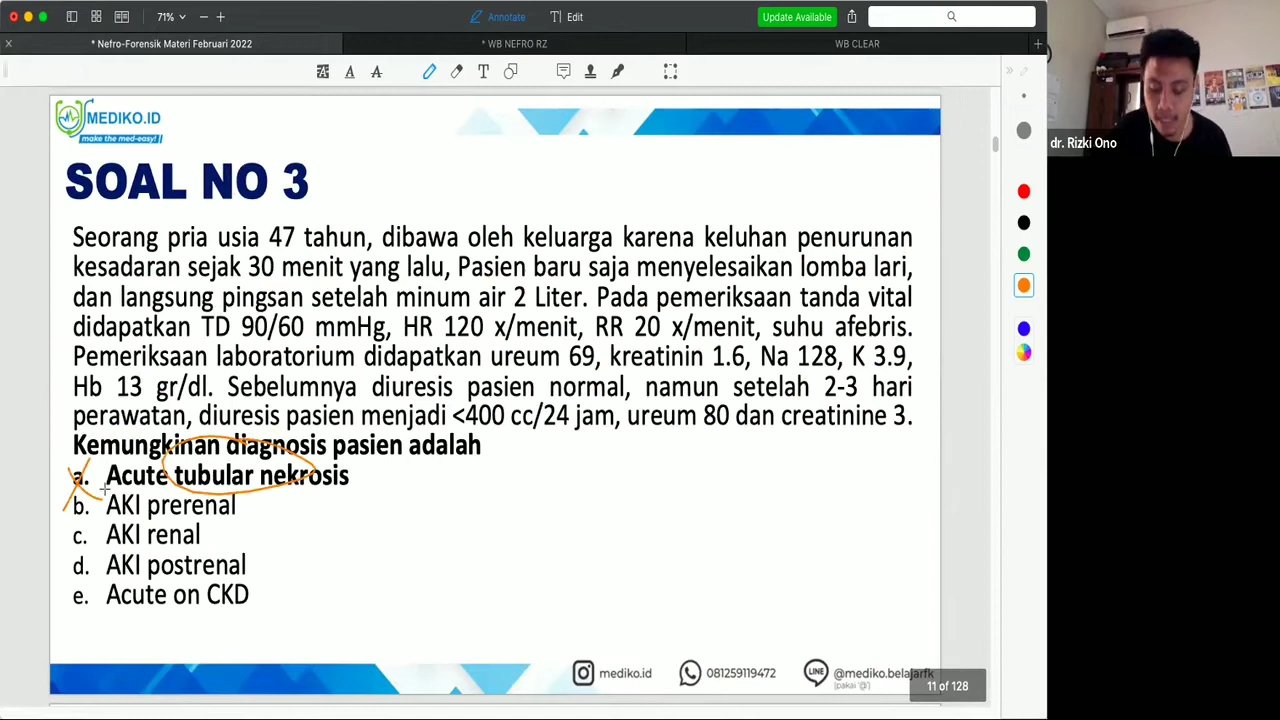 71%
Annotate
Edit
Update Available
* Nefro-Forensik Materi Februari 2022
* WB NEFRO RZ
WB CLEAR
MEDIKO.ID
make the med-easy!
SOAL NO 3
Seorang pria usia 47 tahun, dibawa oleh keluarga karena keluhan penurunan
kesadaran sejak 30 menit yang lalu, Pasien baru saja menyelesaikan lomba lari,
dan langsung pingsan setelah minum air 2 Liter. Pada pemeriksaan tanda vital
didapatkan TD 90/60 mmHg, HR 120 x/menit, RR 20 x/menit, suhu afebris.
Pemeriksaan laboratorium didapatkan ureum 69, kreatinin 1.6, Na 128, K 3.9,
Hb 13 gr/dl. Sebelumnya diuresis pasien normal, namun setelah 2-3 hari
perawatan, diuresis pasien menjadi <400 cc/24 jam, ureum 80 dan creatinine 3.
Kemungkinan diagnosis pasien adalah
a. Acute tubular nekrosis
b. AKI prerenal
c. AKI renal
d. AKI postrenal
e. Acute on CKD
mediko.id
081259119472
LINE
@mediko.belajarfk
(pakai '@')
11 of 128
dr. Rizki Ono